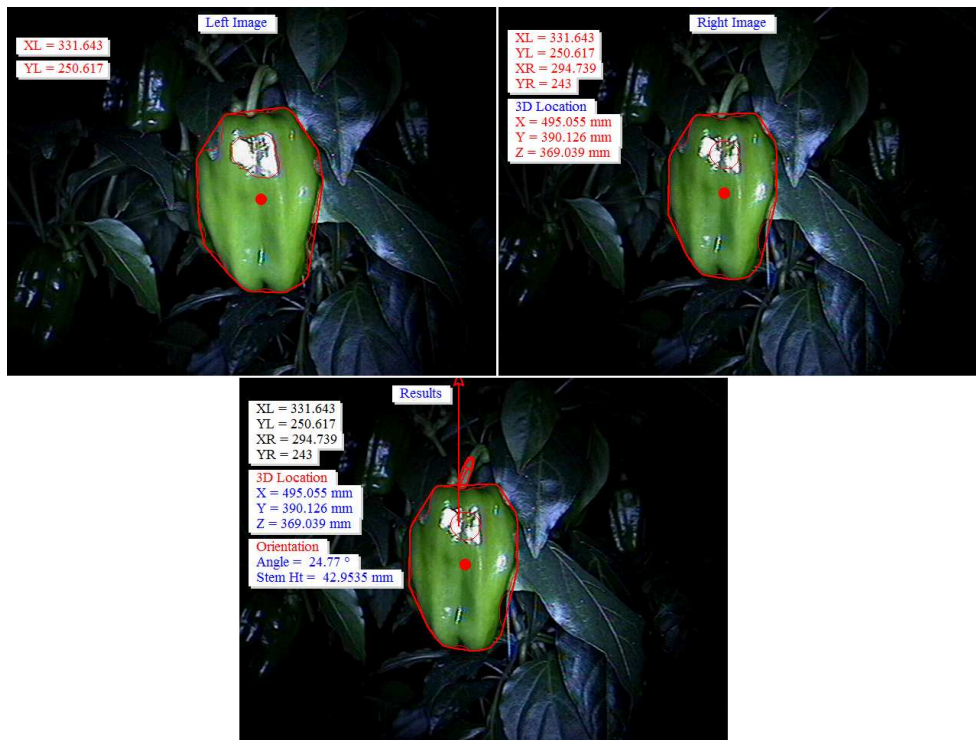 Left Image
XL = 331.643
YL = 250.617
Right Image
XL = 331.643
YL = 250.617
XR = 294.739
YR = 243
3D Location
X = 495.055 mm
Y = 390.126 mm
Z = 369.039 mm
Results
XL = 331.643
YL = 250.617
XR = 294.739
YR = 243
3D Location
X = 495.055 mm
Y = 390.126 mm
Z = 369.039 mm
Orientation
Angle =  24.77 °
Stem Ht =  42.9535 mm